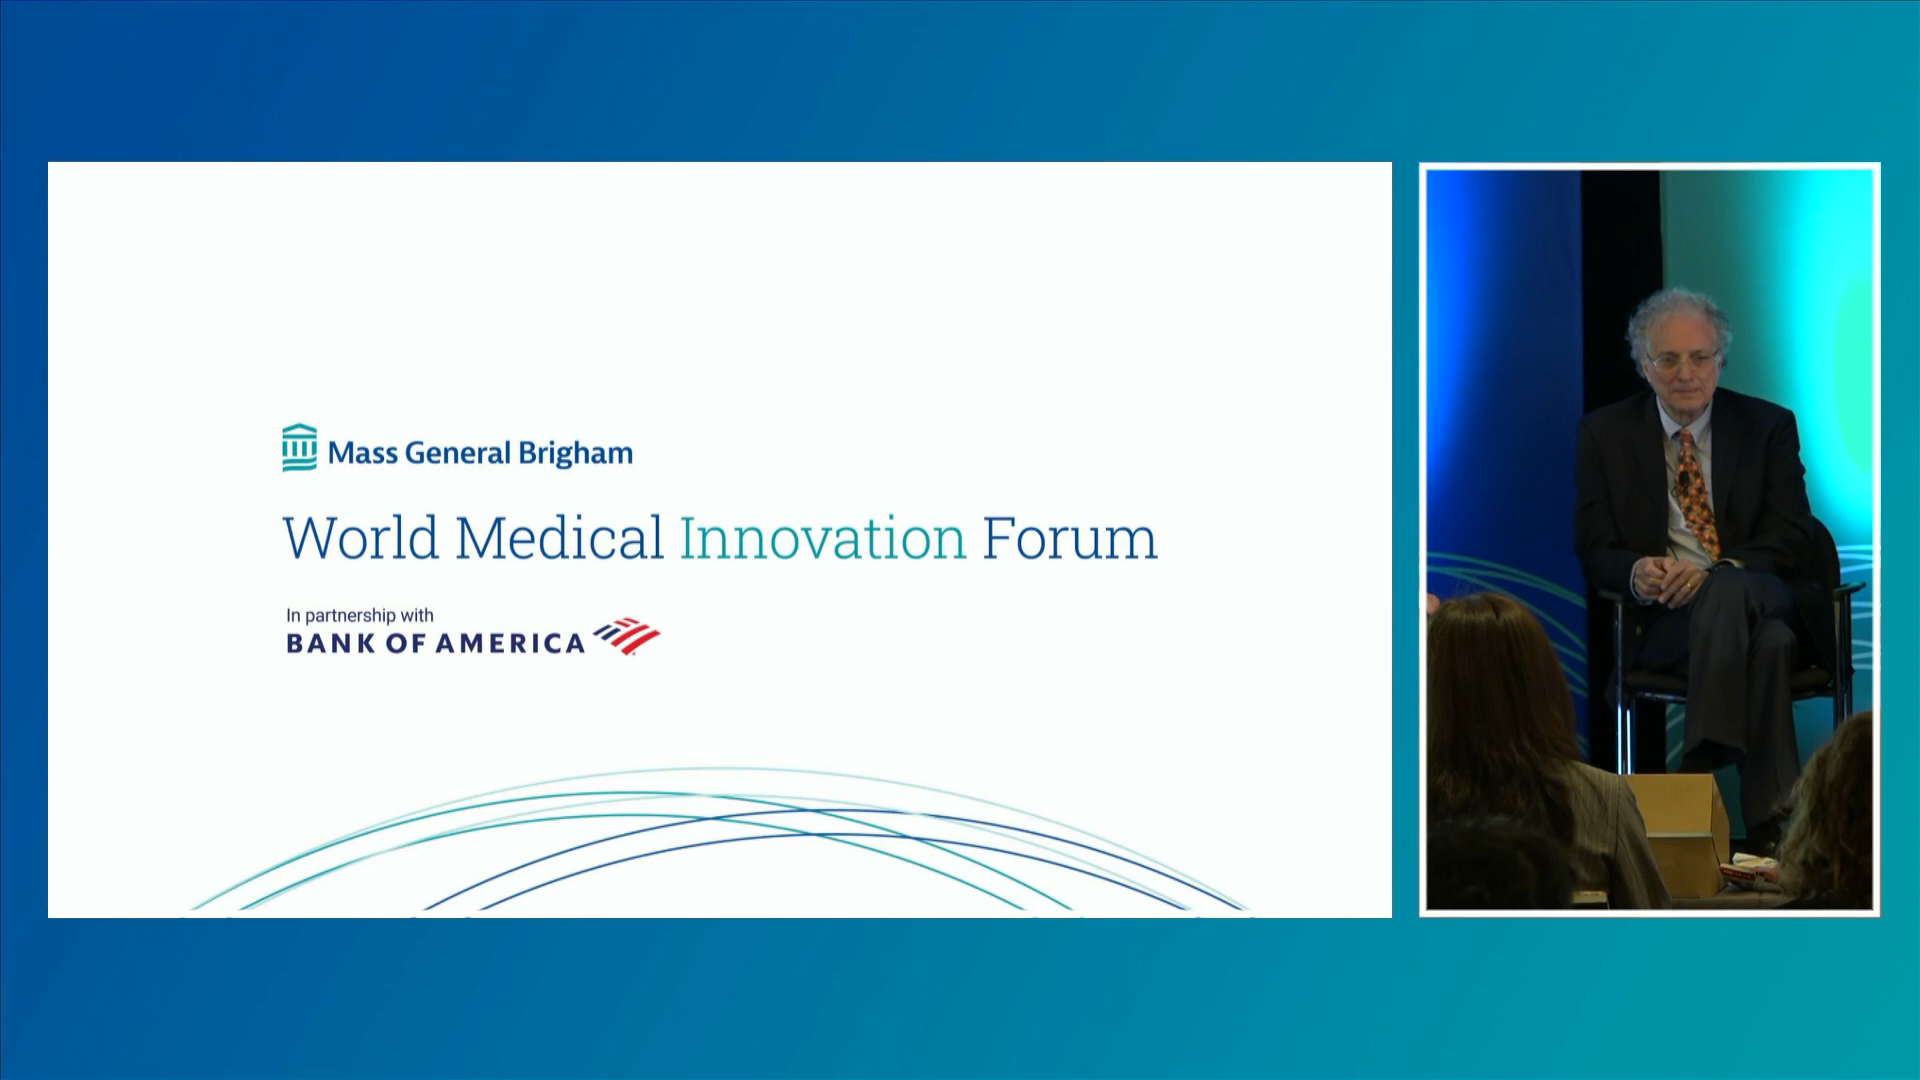 Mass General Brigham
World Medical Innovation Forum
In partnership with
BANK OF AMERICA